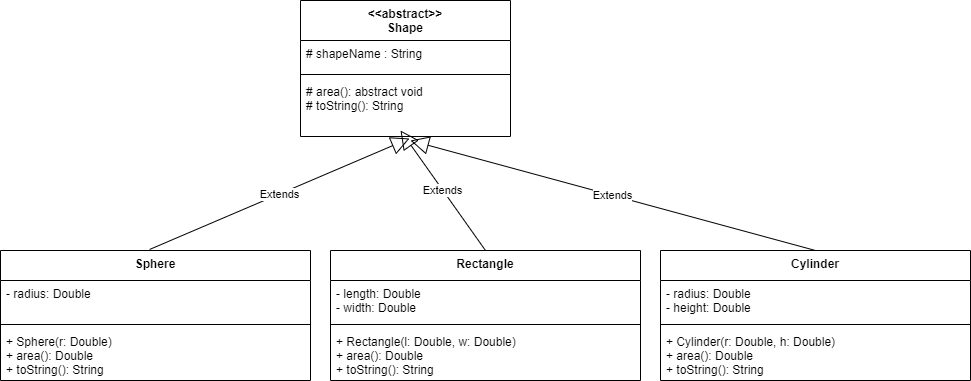 <<abstract>>
Shape
# shapeName : String
# area(): abstract void
# toString(): String
Extends
Extends
Extends
Sphere
- radius: Double
+ Sphere(r: Double)
+ area(): Double
+ toString(): String
Rectangle
- length: Double
- width: Double
+ Rectangle(l: Double, w: Double)
+ area(): Double
+ toString(): String
Cylinder
- radius: Double
- height: Double
+ Cylinder(r: Double, h: Double)
+ area(): Double
+ toString(): String